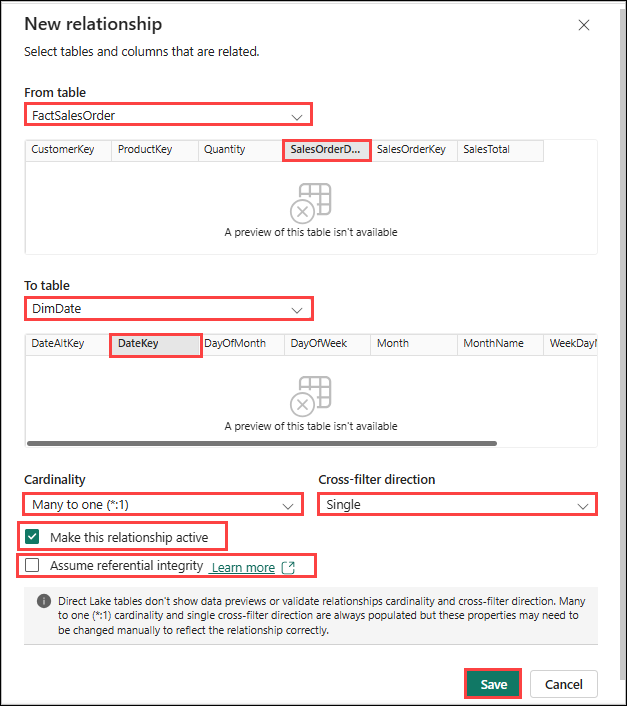 New relationship
Select tables and columns that are related.
From table
FactSalesOrder
CustomerKey ProductKey Quantity SalesOrderD... SalesOrderKey SalesTotal
A preview of this table isn't available
To table
DimDate
DateAltKey DateKey DayOfMonth DayOfWeek Month MonthName WeekDayN
A preview of this table isn't available
Cardinality Cross-filter direction
Many to one (*:1) Single
Make this relationship active
Assume referential integrity Learn more
Direct Lake tables don't show data previews or validate relationships cardinality and cross-filter direction. Many
to one (*:1) cardinality and single cross-filter direction are always populated but these properties may need to
be changed manually to reflect the relationship correctly.
Save Cancel